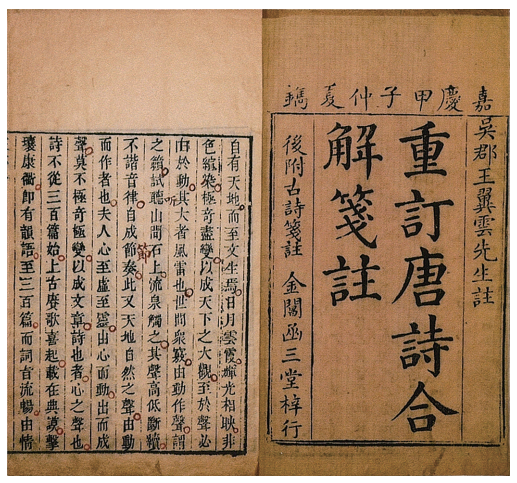 嘉慶甲子仲夏鐫
吳郡王翼雲先生註
重訂唐詩合
解箋註
後附古詩箋註 金閶函三堂梓行
自有天地而至文生焉日月雲霞輝光相映非
色絢染極奇盡變以成天下之大觀至於聲必
由於動其大者風雷也世間衆竅由動作聲謂
之籟試聽山間石上流泉觸之其聲高低斷續
不諧音律自成節奏此又天地自然之聲由動
而作者也夫人心至虛至靈出心而動出而成
聲莫不極奇極變以成文章詩也者心之聲也
詩不從三百篇始上古賡歌喜起載在典謨擊
壤康衢即有韻語至三百篇而詞旨流暢由情